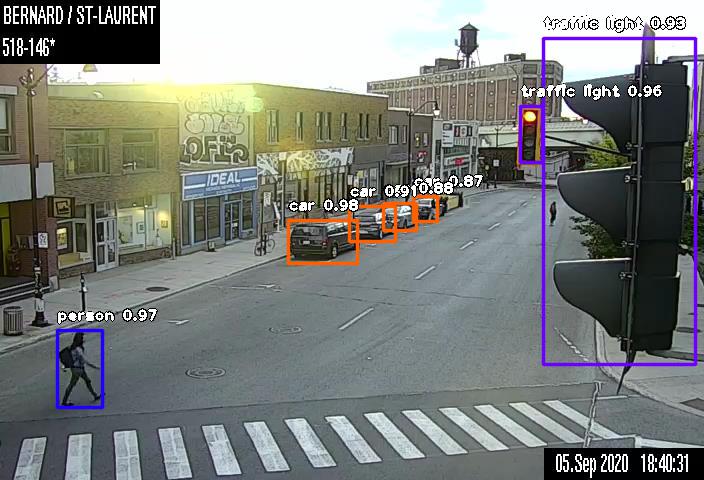 BERNARD / ST-LAURENT
518-146*
traffic light 0.93
traffic light 0.96
car 0.87
0.88
car 0.91
car 0.98
person 0.97
IDEAL
05.Sep 2020 18:40:31